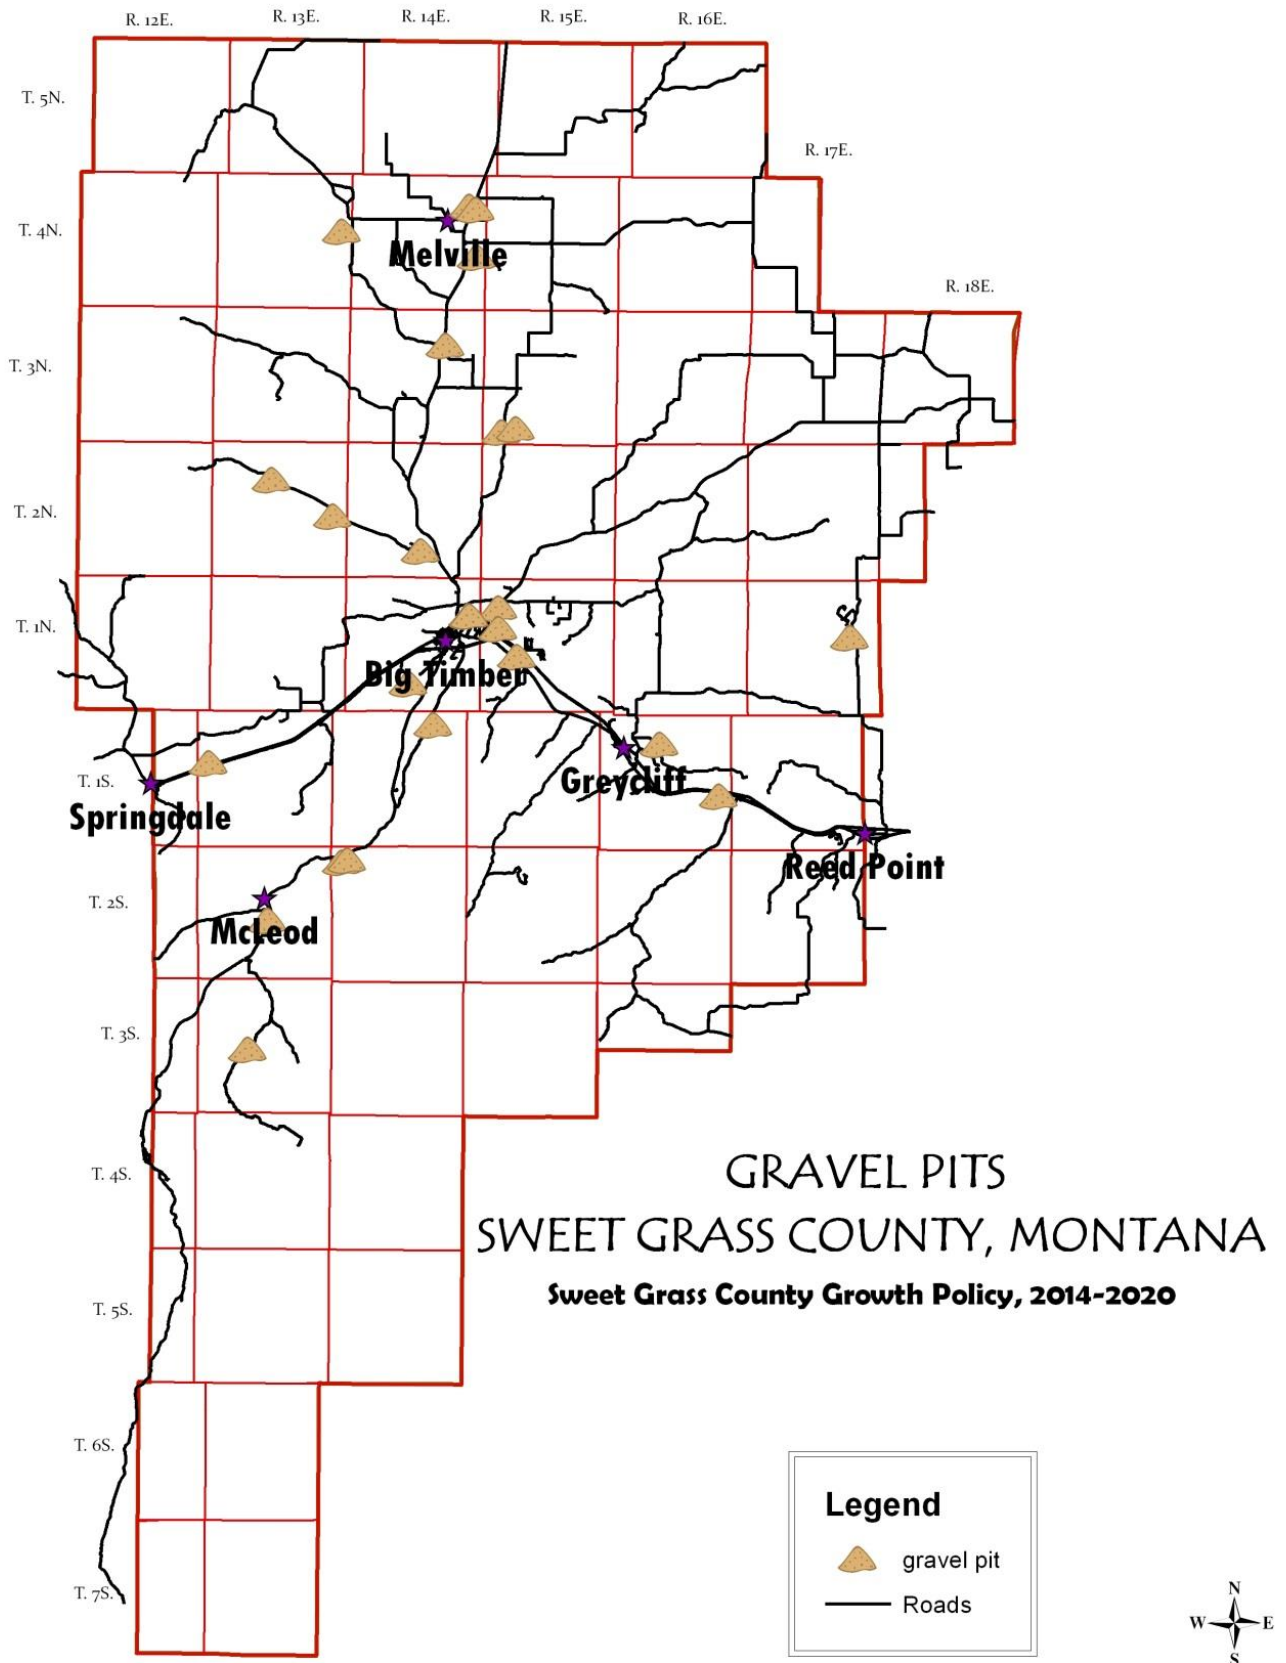 R. 12E.
R. 13E.
R. 14E.
R. 15E.
R. 16E.
T. 5N.
R. 17E.
T. 4N.
Melville
R. 18E.
T. 3N.
T. 2N.
T. 1N.
Big Timber
T. 1S.
Greycliff
Springdale
Reed Point
T. 2S.
McLeod
T. 3S.
GRAVEL PITS
T. 4S.
SWEET GRASS COUNTY, MONTANA
Sweet Grass County Growth Policy, 2014-2020
T. 5S.
T. 6S.
Legend
gravel pit
Roads
T. 7S.
N
W E
S